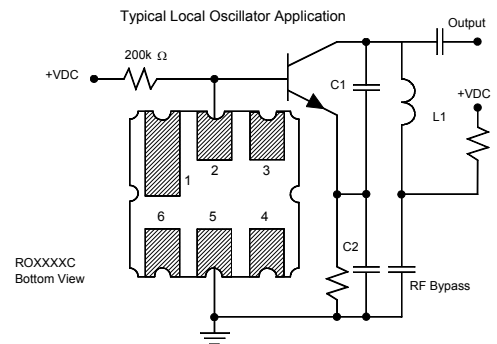 Typical Local Oscillator Application
Output
200k Ω
+VDC
C1
+VDC
L1
1
2
3
6
5
4
C2
ROXXXXC
Bottom View
RF Bypass